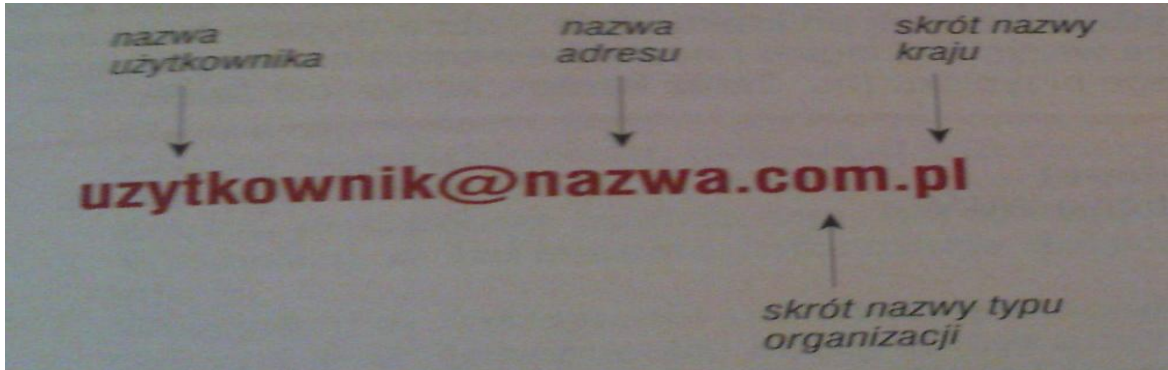 nazwa
użytkownika
nazwa
adresu
skrót nazwy
kraju
uzytkownik@nazwa.com.pl
skrót nazwy typu
organizacji